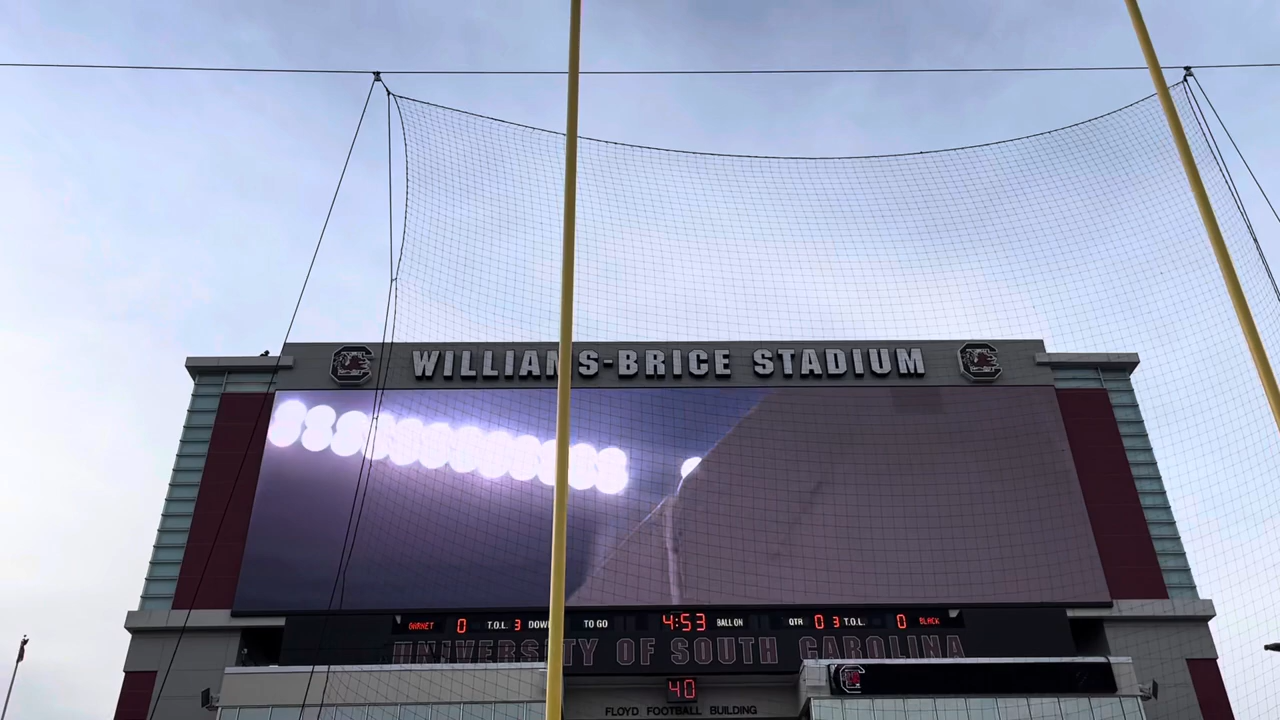 WILLIAMS-BRICE STADIUM
GARNET 0 T.O.L. 3 DOWN TO GO 4:53 BALL ON QTR 0 3 T.O.L. 0 BLACK
UNIVERSITY OF SOUTH CAROLINA
40
FLOYD FOOTBALL BUILDING